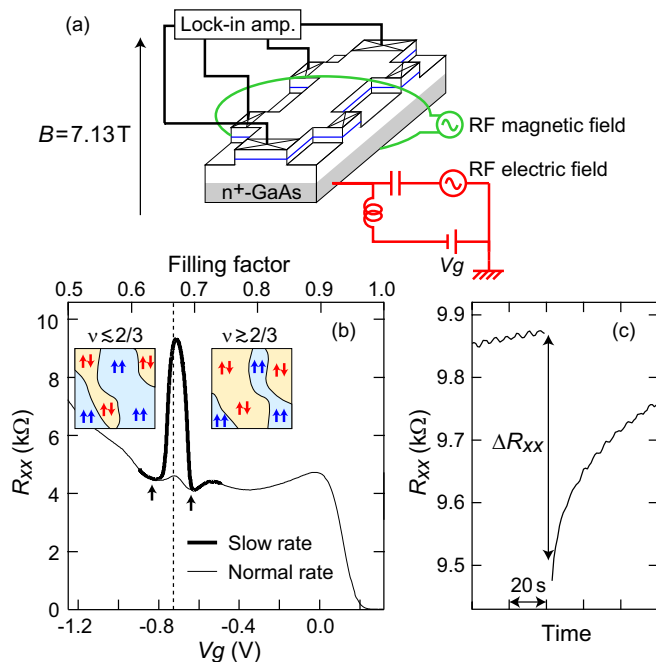 (a)
Lock-in amp.
B=7.13T
RF magnetic field
RF electric field
n⁺-GaAs
Vg
Filling factor
0.5 0.6 0.7 0.8 0.9 1.0
(b)
ν≲2/3 ν≳2/3
10
8
6
4
2
0
Rxx (kΩ)
Slow rate
Normal rate
-1.2 -0.8 -0.4 0.0
Vg (V)
(c)
9.9
9.8
9.7
9.6
9.5
Rxx (kΩ)
ΔRxx
20 s
Time